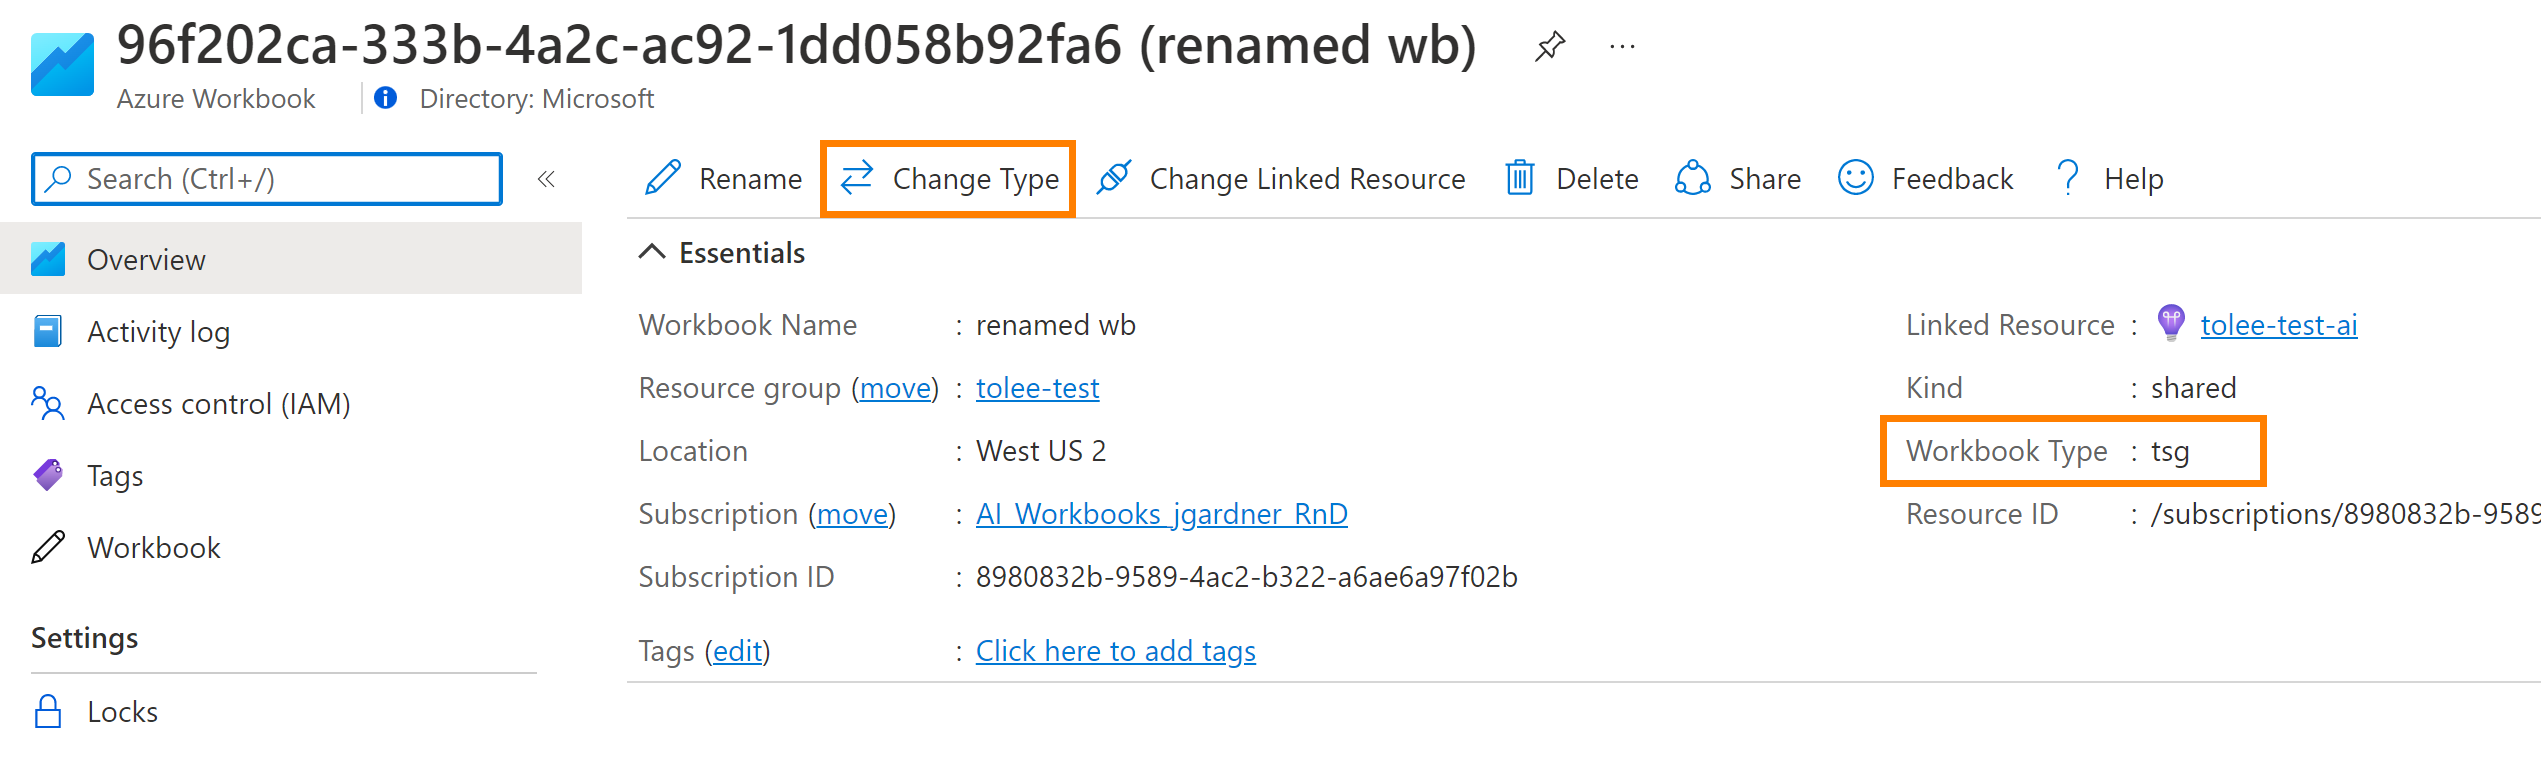 96f202ca-333b-4a2c-ac92-1dd058b92fa6 (renamed wb)
Azure Workbook
Directory: Microsoft
Search (Ctrl+/)
Overview
Activity log
Access control (IAM)
Tags
Workbook
Settings
Locks
Rename Change Type Change Linked Resource Delete Share Feedback Help
Essentials
Workbook Name : renamed wb
Resource group (move) : tolee-test
Location : West US 2
Subscription (move) : AI_Workbooks_jgardner_RnD
Subscription ID : 8980832b-9589-4ac2-b322-a6ae6a97f02b
Tags (edit) : Click here to add tags
Linked Resource : tolee-test-ai
Kind : shared
Workbook Type : tsg
Resource ID : /subscriptions/8980832b-9589